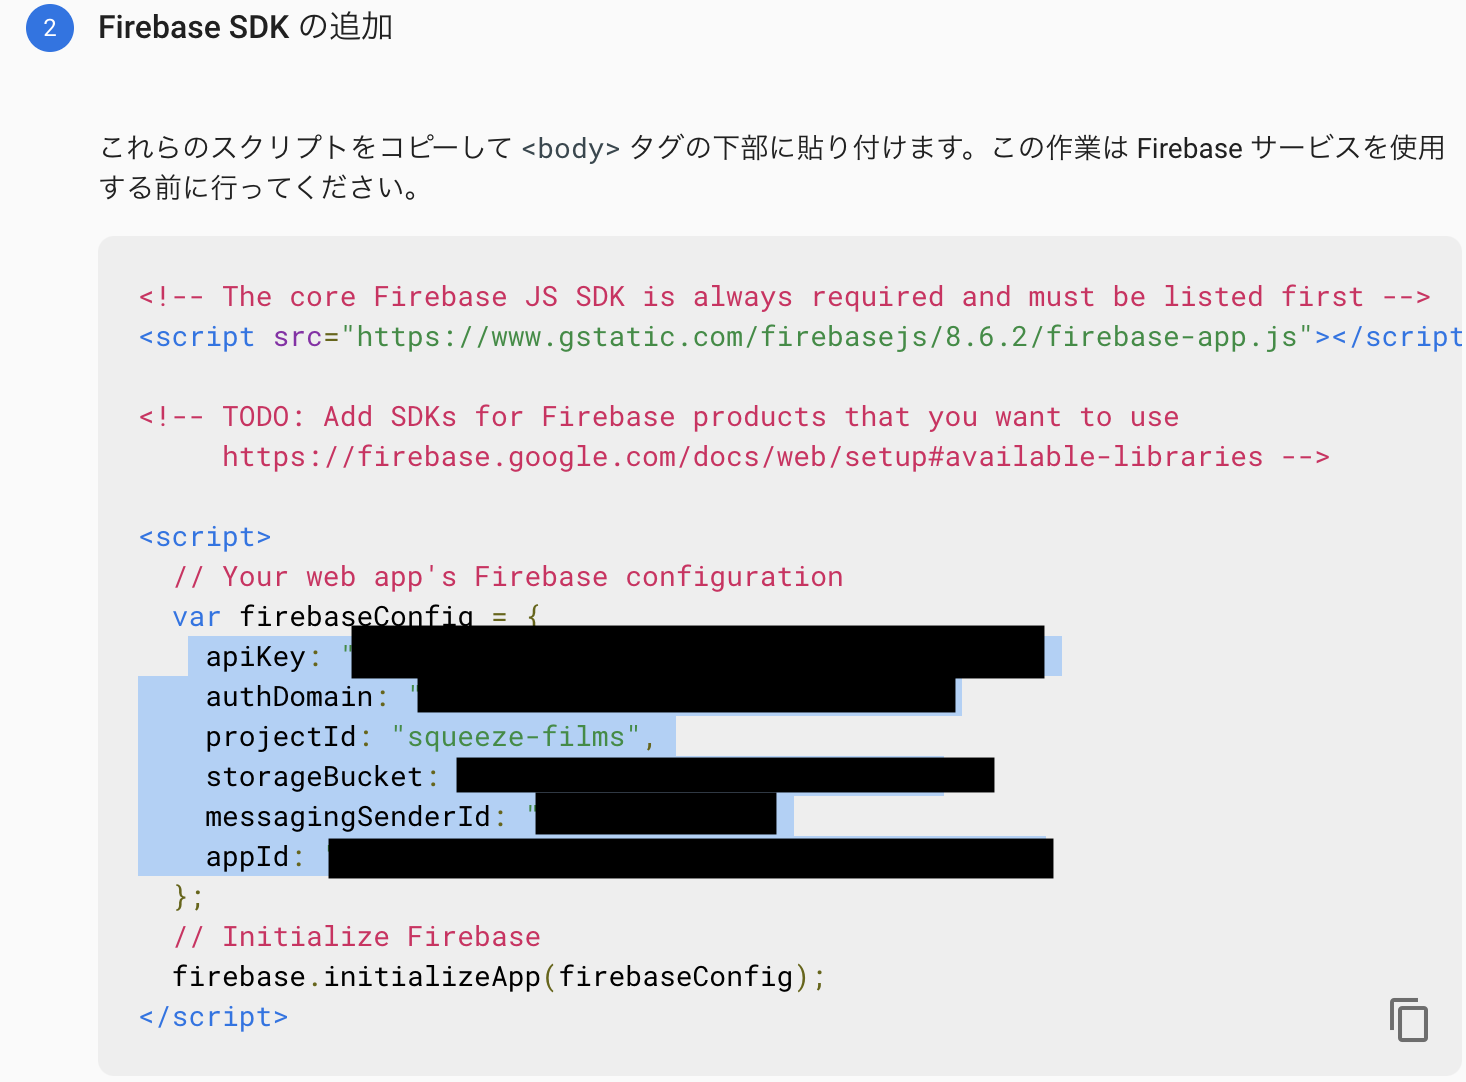 2 Firebase SDK の追加
これらのスクリプトをコピーして <body> タグの下部に貼り付けます。この作業は Firebase サービスを使用
する前に行ってください。
<!-- The core Firebase JS SDK is always required and must be listed first -->
<script src="https://www.gstatic.com/firebasejs/8.6.2/firebase-app.js"></script
<!-- TODO: Add SDKs for Firebase products that you want to use
https://firebase.google.com/docs/web/setup#available-libraries -->
<script>
// Your web app's Firebase configuration
var firebaseConfig = {
apiKey: "
authDomain: "
projectId: "squeeze-films",
storageBucket:
messagingSenderId: "
appId: "
};
// Initialize Firebase
firebase.initializeApp(firebaseConfig);
</script>